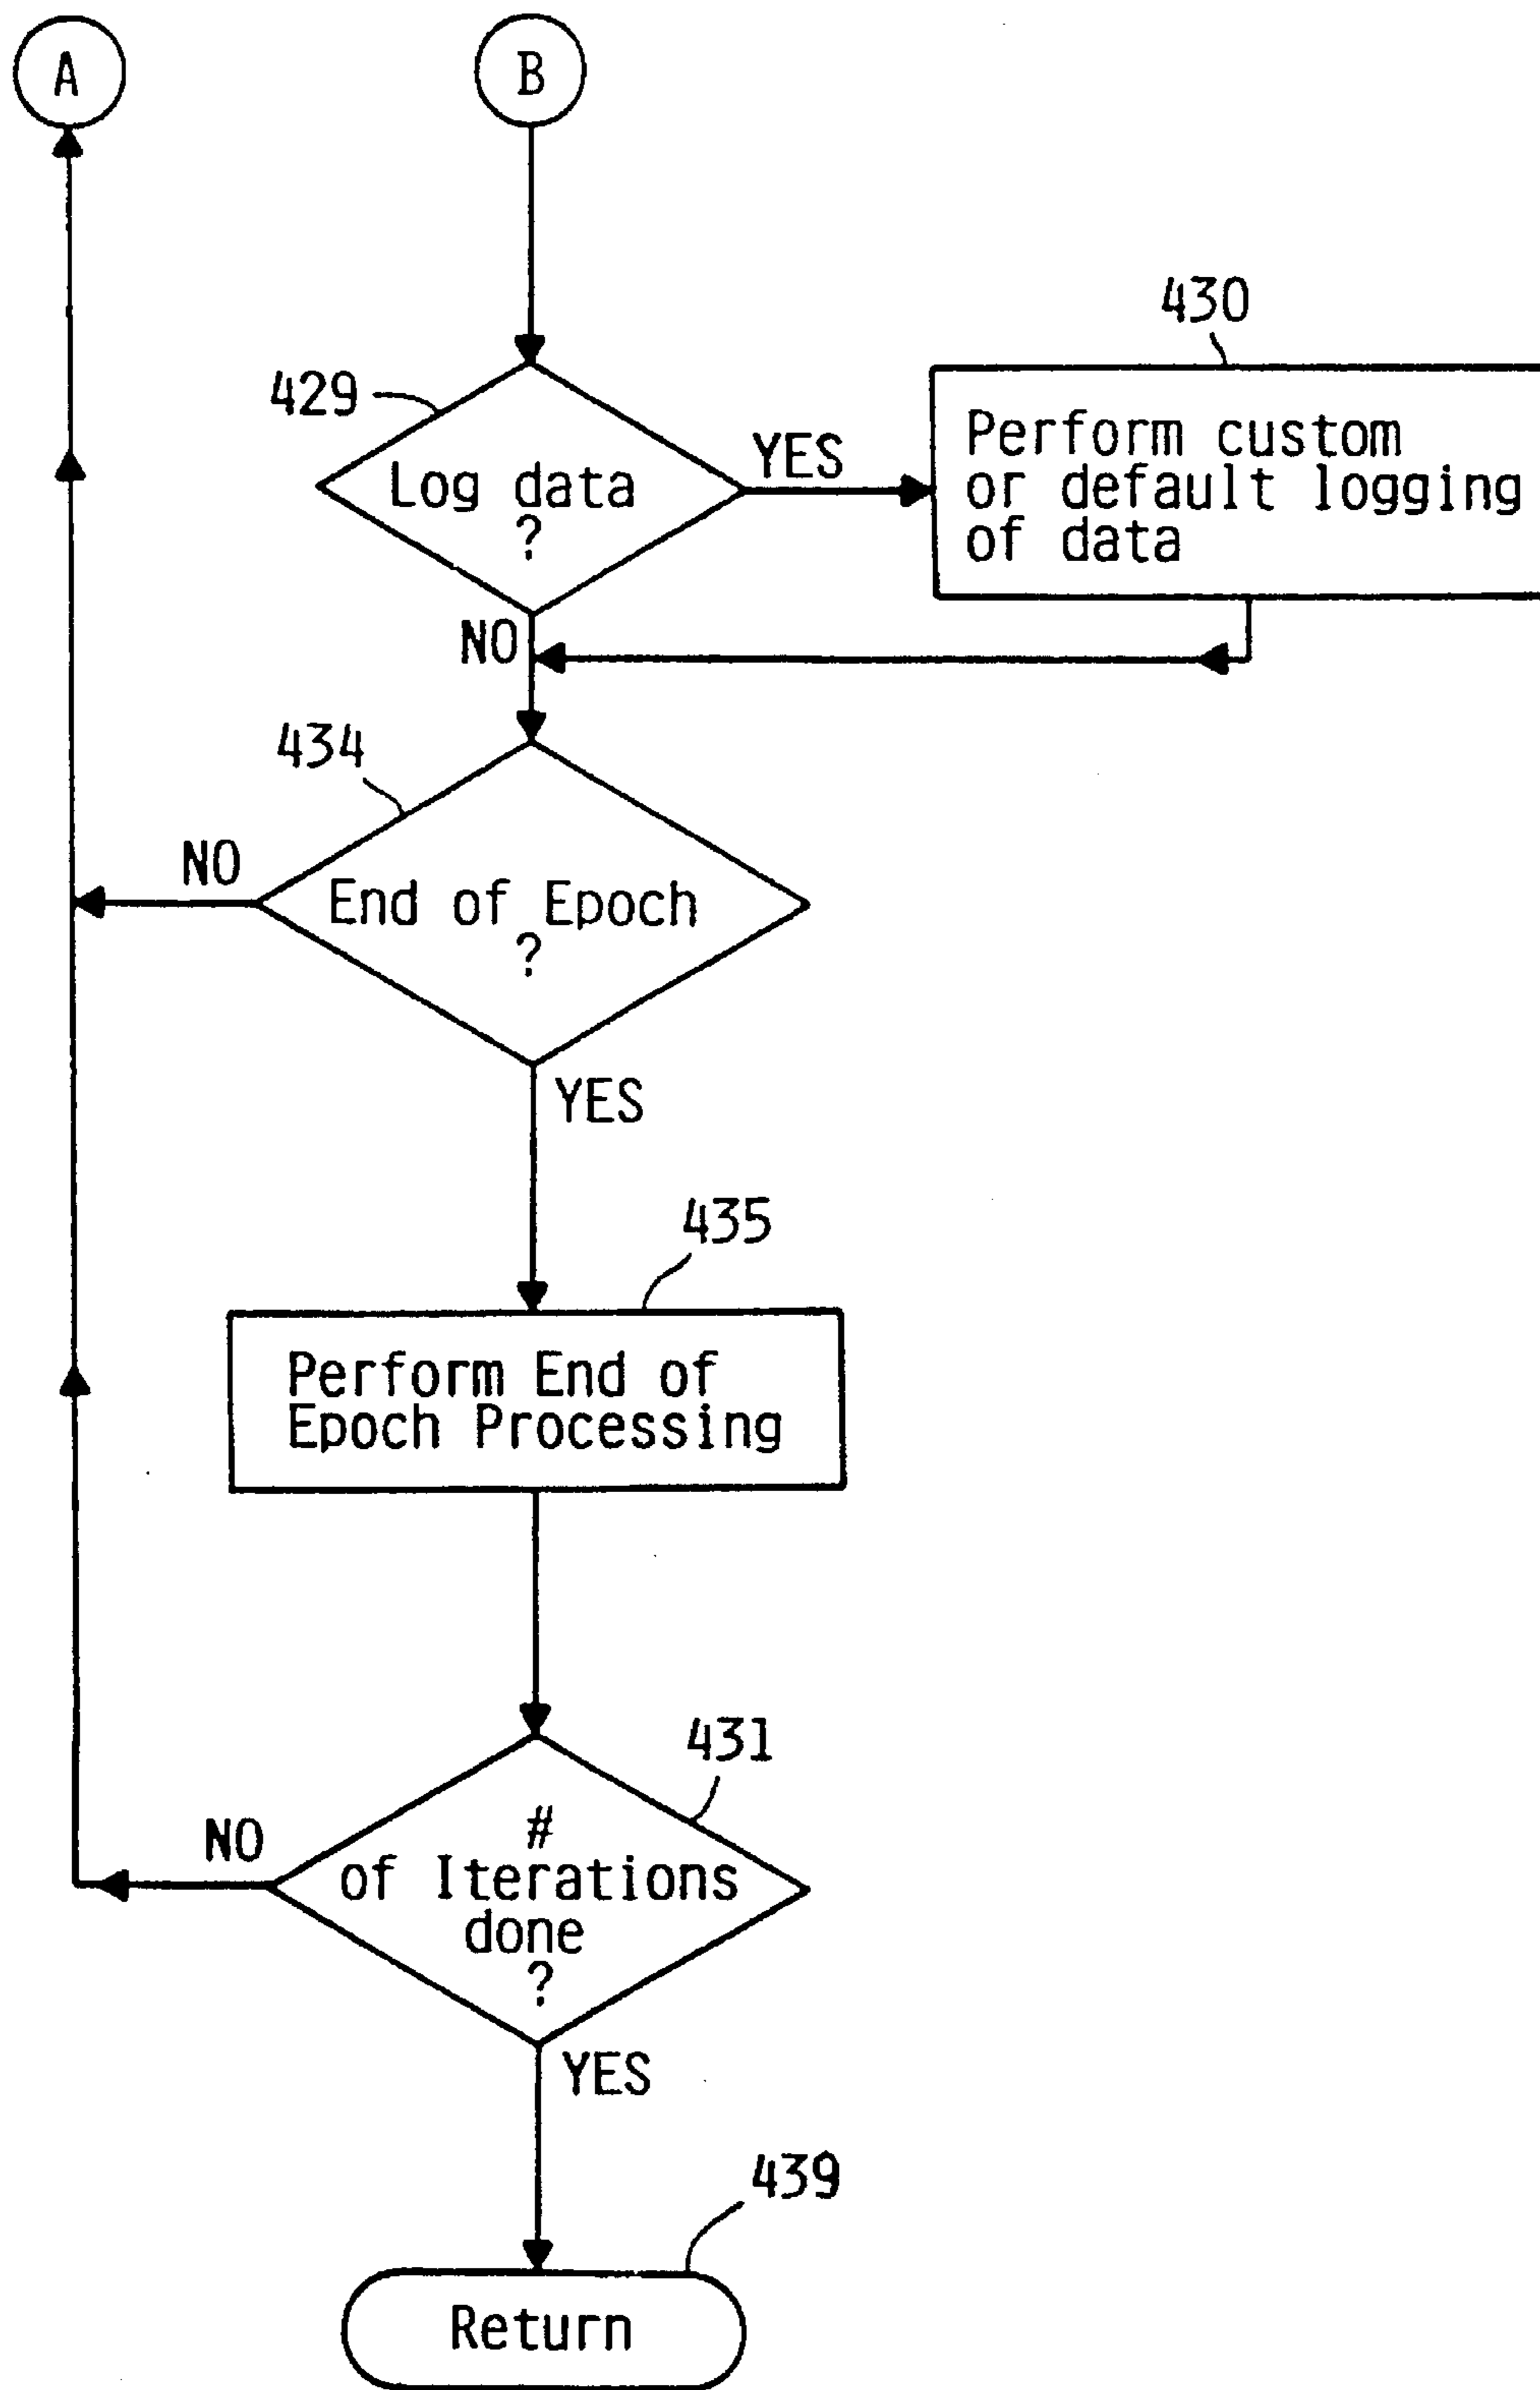 A
B
430
429
YES
Perform custom
or default logging
of data
Log data
?
NO
434
NO
End of Epoch
?
YES
435
Perform End of
Epoch Processing
431
NO
#
of Iterations
done
?
YES
439
Return